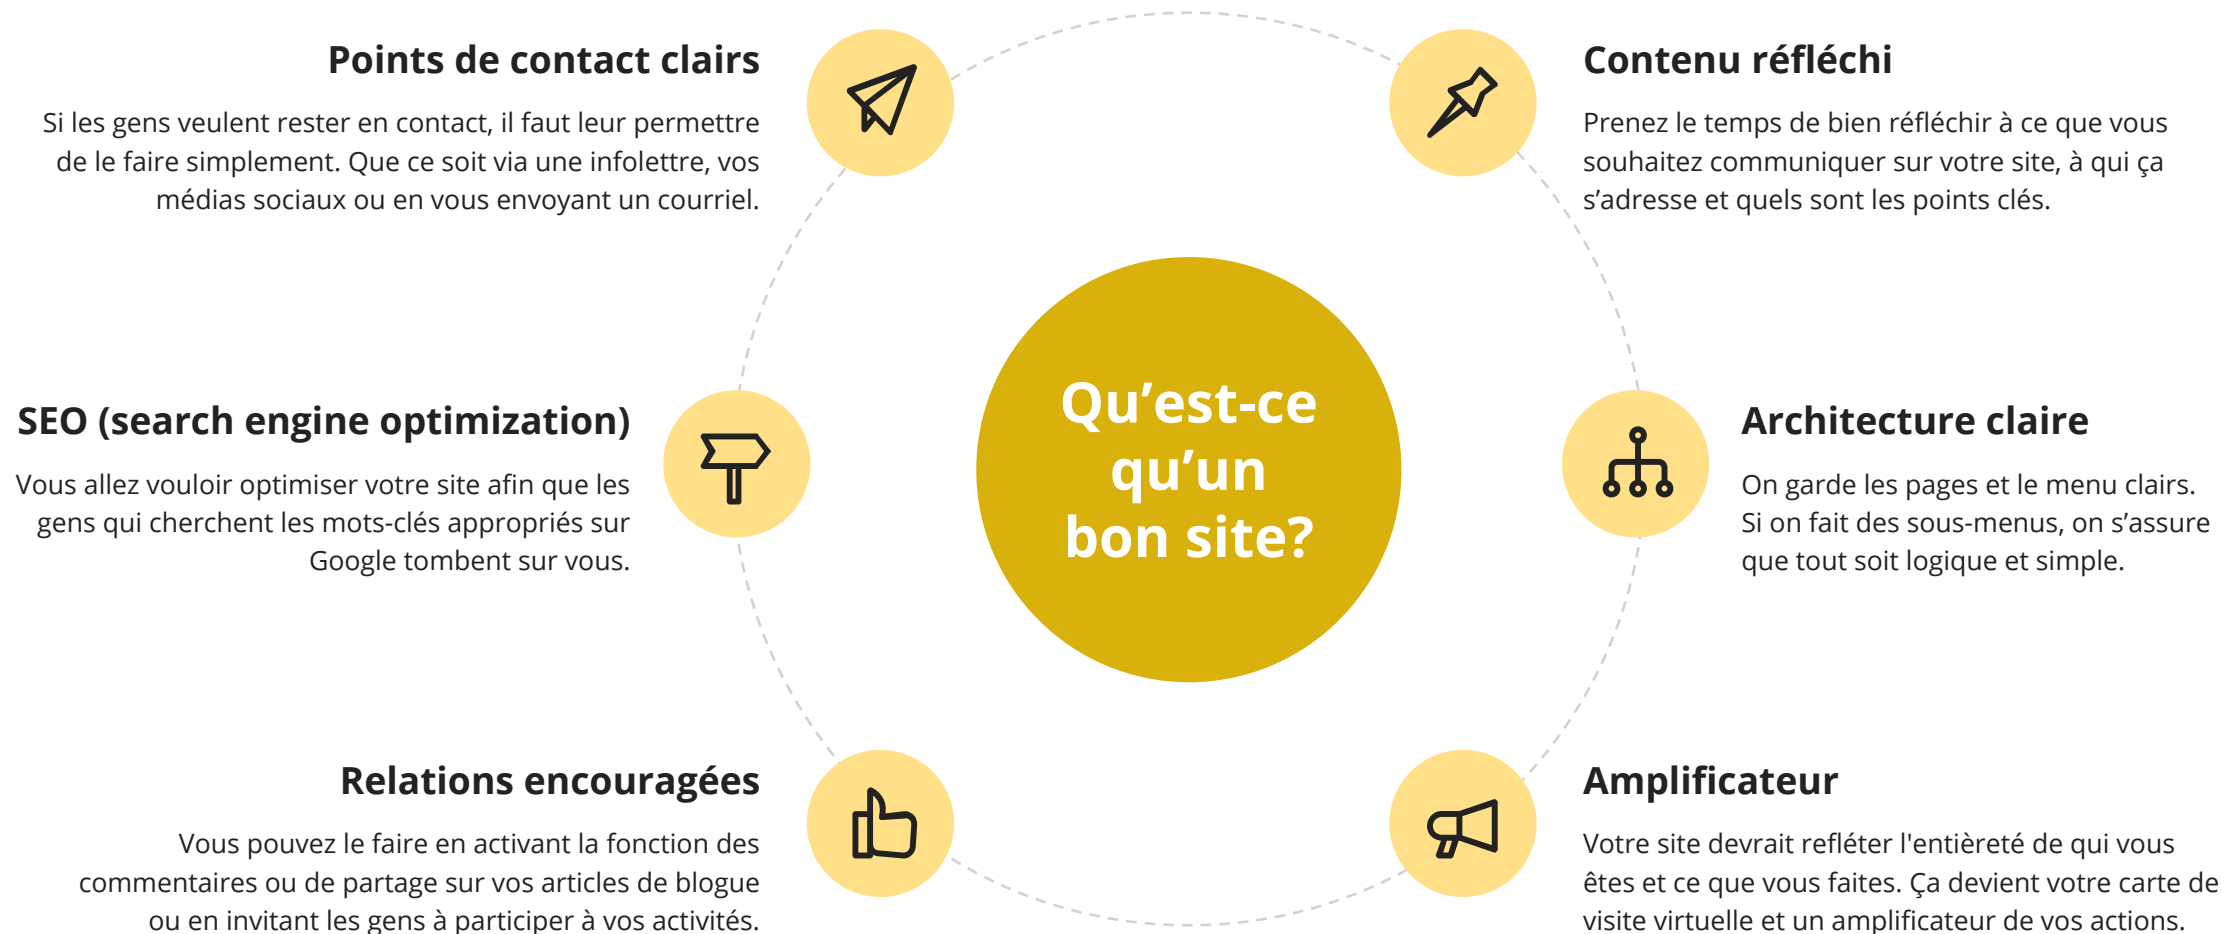 Points de contact clairs
Si les gens veulent rester en contact, il faut leur permettre
de le faire simplement. Que ce soit via une infolettre, vos
médias sociaux ou en vous envoyant un courriel.
Contenu réfléchi
Prenez le temps de bien réfléchir à ce que vous
souhaitez communiquer sur votre site, à qui ça
s’adresse et quels sont les points clés.
Qu’est-ce
qu’un
bon site?
SEO (search engine optimization)
Vous allez vouloir optimiser votre site afin que les
gens qui cherchent les mots-clés appropriés sur
Google tombent sur vous.
Architecture claire
On garde les pages et le menu clairs.
Si on fait des sous-menus, on s’assure
que tout soit logique et simple.
Relations encouragées
Vous pouvez le faire en activant la fonction des
commentaires ou de partage sur vos articles de blogue
ou en invitant les gens à participer à vos activités.
Amplificateur
Votre site devrait refléter l'entièreté de qui vous
êtes et ce que vous faites. Ça devient votre carte de
visite virtuelle et un amplificateur de vos actions.